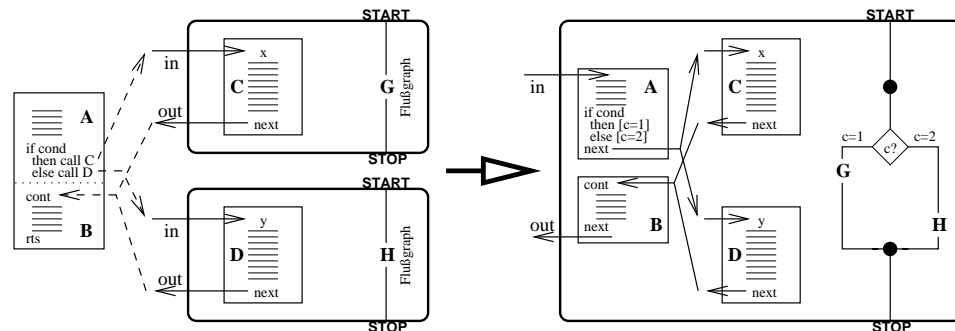 A
if cond
then call C
else call D
cont
B
rts
START
in
x
C
out
next
G
Flußgraph
STOP
START
in
y
D
out
next
H
Flußgraph
STOP
START
in
A
if cond
then [c=1]
else [c=2]
next
cont
B
next
out
x
C
next
y
D
next
c=1
c?
c=2
G
H
STOP